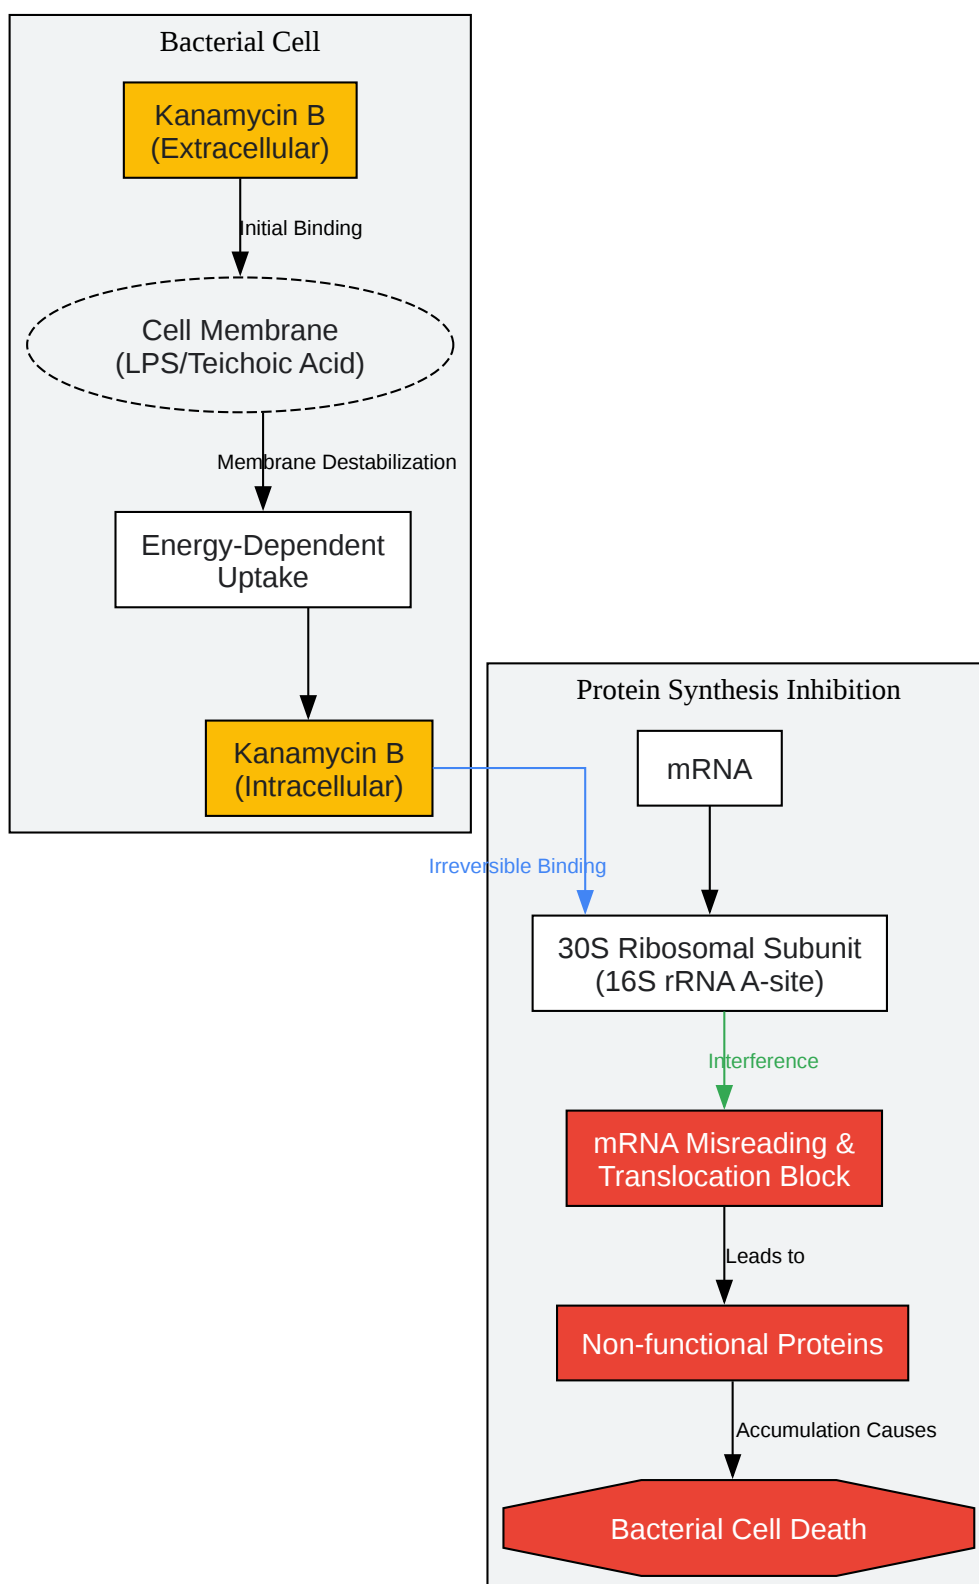 Bacterial Cell
Kanamycin B
(Extracellular)
Initial Binding
Cell Membrane
(LPS/Teichoic Acid)
Membrane Destabilization
Energy-Dependent
Uptake
Kanamycin B
(Intracellular)
Irreversible Binding
Protein Synthesis Inhibition
mRNA
30S Ribosomal Subunit
(16S rRNA A-site)
Interference
mRNA Misreading &
Translocation Block
Leads to
Non-functional Proteins
Accumulation Causes
Bacterial Cell Death